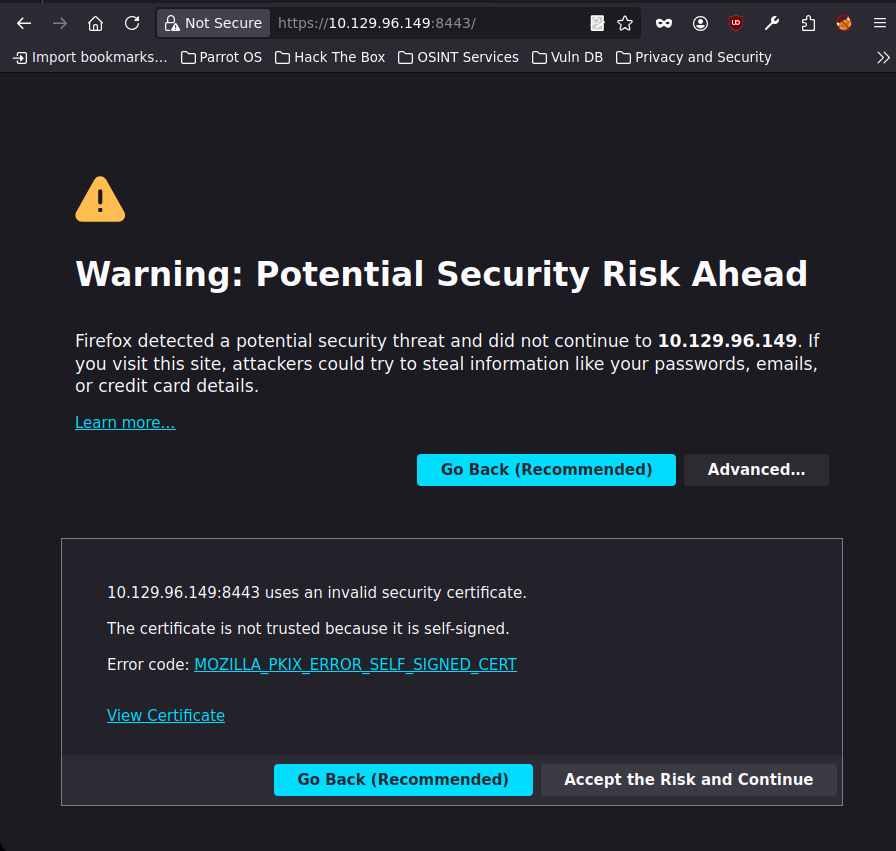 Not Secure https://10.129.96.149:8443/
Import bookmarks... Parrot OS Hack The Box OSINT Services Vuln DB Privacy and Security
Warning: Potential Security Risk Ahead
Firefox detected a potential security threat and did not continue to 10.129.96.149. If
you visit this site, attackers could try to steal information like your passwords, emails,
or credit card details.
Learn more…
Go Back (Recommended) Advanced…
10.129.96.149:8443 uses an invalid security certificate.
The certificate is not trusted because it is self-signed.
Error code: MOZILLA_PKIX_ERROR_SELF_SIGNED_CERT
View Certificate
Go Back (Recommended) Accept the Risk and Continue